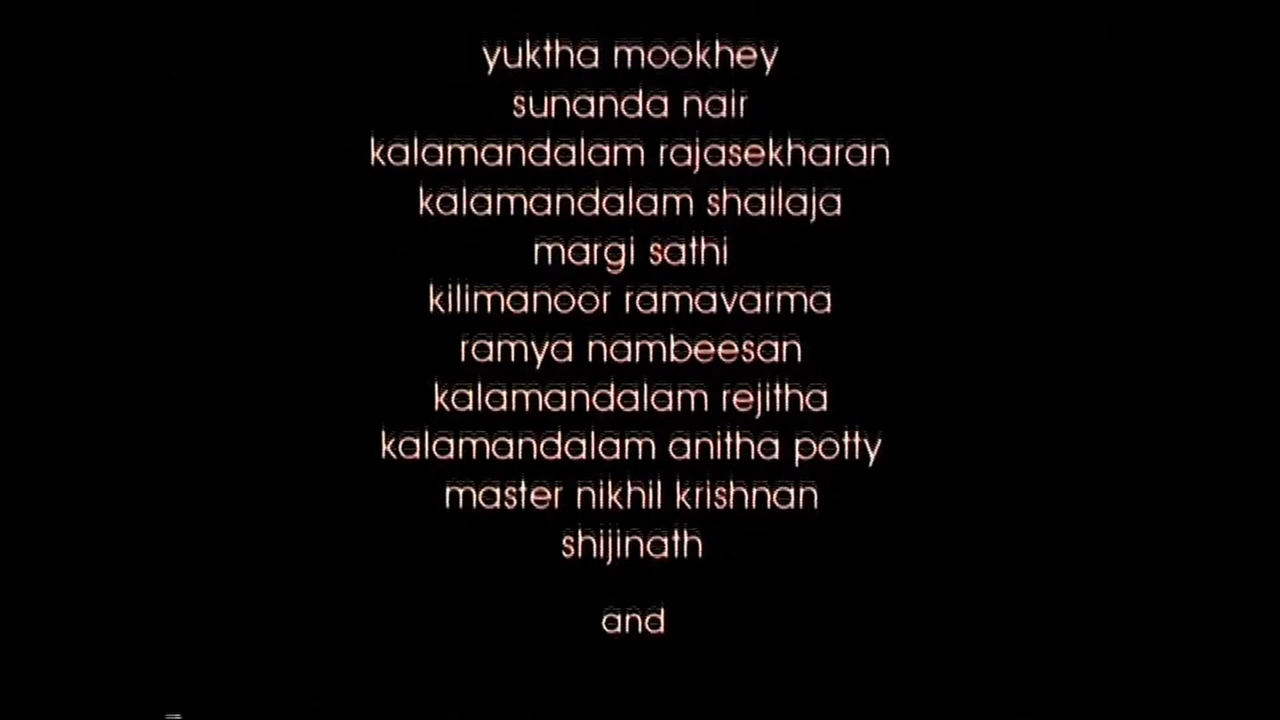 yuktha mookhey
sunanda nair
kalamandalam rajasekharan
kalamandalam shailaja
margi sathi
kilimanoor ramavarma
ramya nambeesan
kalamandalam rejitha
kalamandalam anitha potty
master nikhil krishnan
shijinath
and